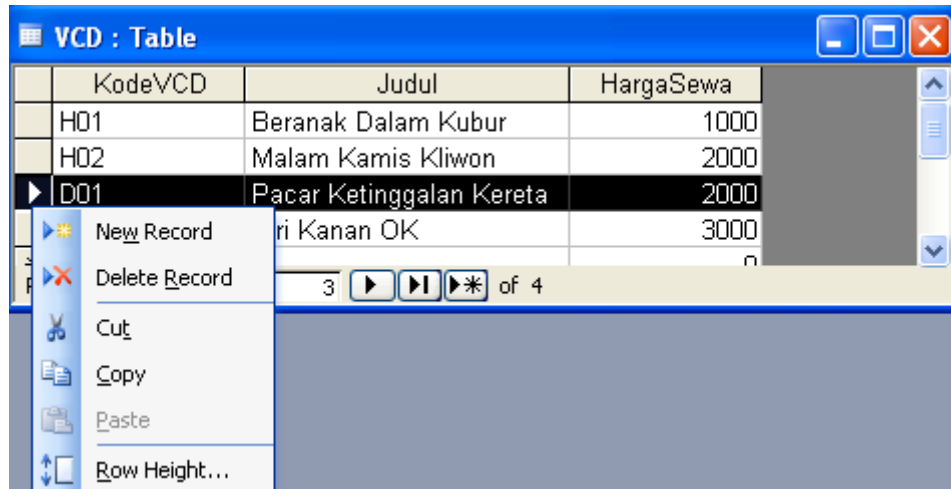 VCD : Table
KodeVCD Judul HargaSewa
H01 Beranak Dalam Kubur 1000
H02 Malam Kamis Kliwon 2000
D01 Pacar Ketinggalan Kereta 2000
ri Kanan OK 3000
0
3 of 4
New Record
Delete Record
Cut
Copy
Paste
Row Height...